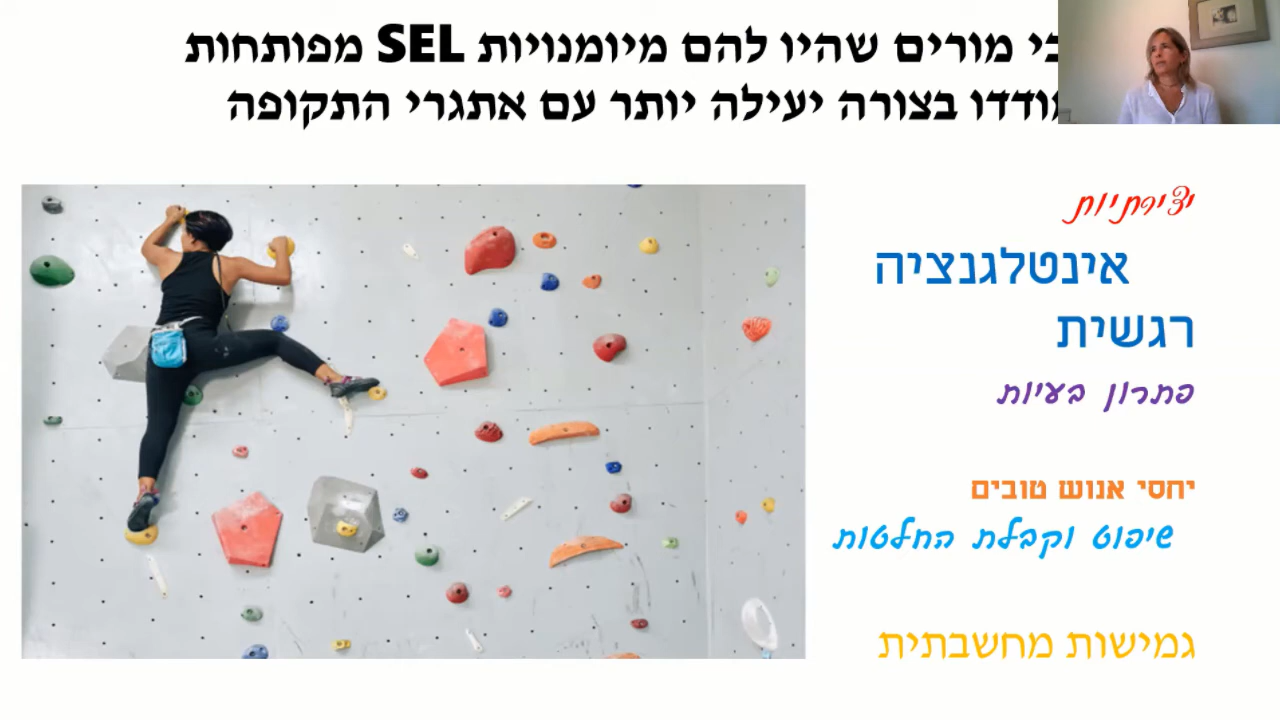 כי מורים שהיו להם מיומנויות SEL מפותחות
בצורה יעילה יותר עם אתגרי התקופה
יצירתיות
אינטלגנציה
רגשית
פתרון בעיות
יחסי אנוש טובים
שיפוט וקבלת החלטות
גמישות מחשבתית